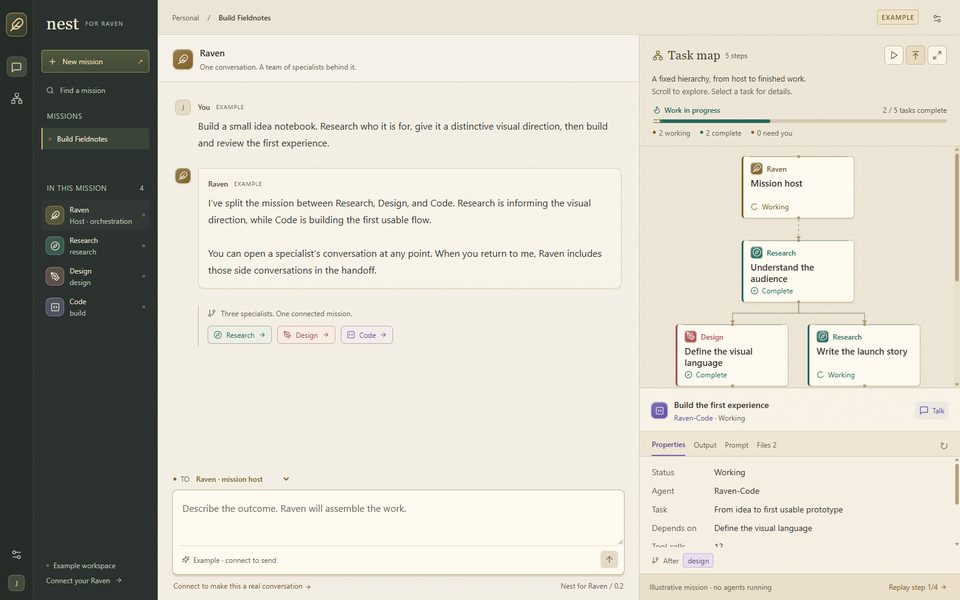 nest FOR RAVEN
New mission
Find a mission
MISSIONS
Build Fieldnotes
IN THIS MISSION 4
Raven
Host · orchestration
Research
research
Design
design
Code
build
Example workspace
Connect your Raven →
J
Personal / Build Fieldnotes
EXAMPLE
Raven
One conversation. A team of specialists behind it.
J
You EXAMPLE
Build a small idea notebook. Research who it is for, give it a distinctive visual direction, then build
and review the first experience.
Raven EXAMPLE
I've split the mission between Research, Design, and Code. Research is informing the visual
direction, while Code is building the first usable flow.
You can open a specialist's conversation at any point. When you return to me, Raven includes
those side conversations in the handoff.
Three specialists. One connected mission.
Research →
Design →
Code →
TO Raven · mission host
Describe the outcome. Raven will assemble the work.
Example · connect to send
Connect to make this a real conversation →
Nest for Raven / 0.2
Task map 5 steps
A fixed hierarchy, from host to finished work.
Scroll to explore. Select a task for details.
Work in progress
2 / 5 tasks complete
2 working
2 complete
0 need you
Raven
Mission host
Working
Research
Understand the
audience
Complete
Design
Define the visual
language
Complete
Research
Write the launch story
Working
Build the first experience
Raven-Code · Working
Talk
Properties Output Prompt Files 2
Status Working
Agent Raven-Code
Task From idea to first usable prototype
Depends on Define the visual language
Tool calls 12
After design
Illustrative mission · no agents running
Replay step 1/4 →